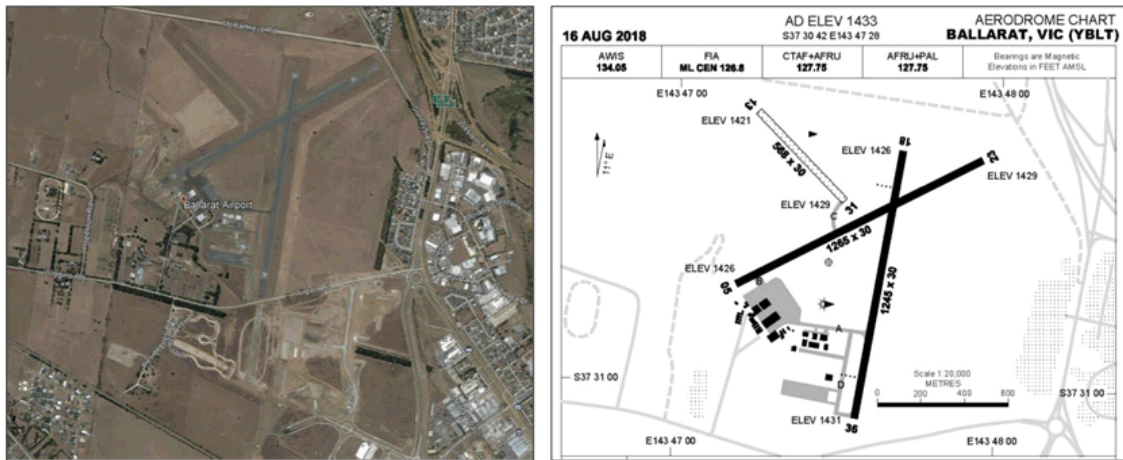 Ballarat Airport
AD ELEV 1433
S37 30 42 E143 47 28
AERODROME CHART
16 AUG 2018
BALLARAT, VIC (YBLT)
AWIS
134.05
FIA
ML CEN 126.8
CTAF+AFRU
127.75
AFRU+PAL
127.75
Bearings are Magnetic
Elevations in FEET AMSL
E143 47 00
E143 48 00
13
ELEV 1421
18
ELEV 1426
23
11° E
568 x 30
ELEV 1429
ELEV 1429
31
C
1265 x 30
ELEV 1426
05
B
1245 x 30
A
Scale 1:20,000
METRES
S37 31 00
D
0 200 400 600
S37 31 00
ELEV 1431
36
E143 47 00
E143 48 00